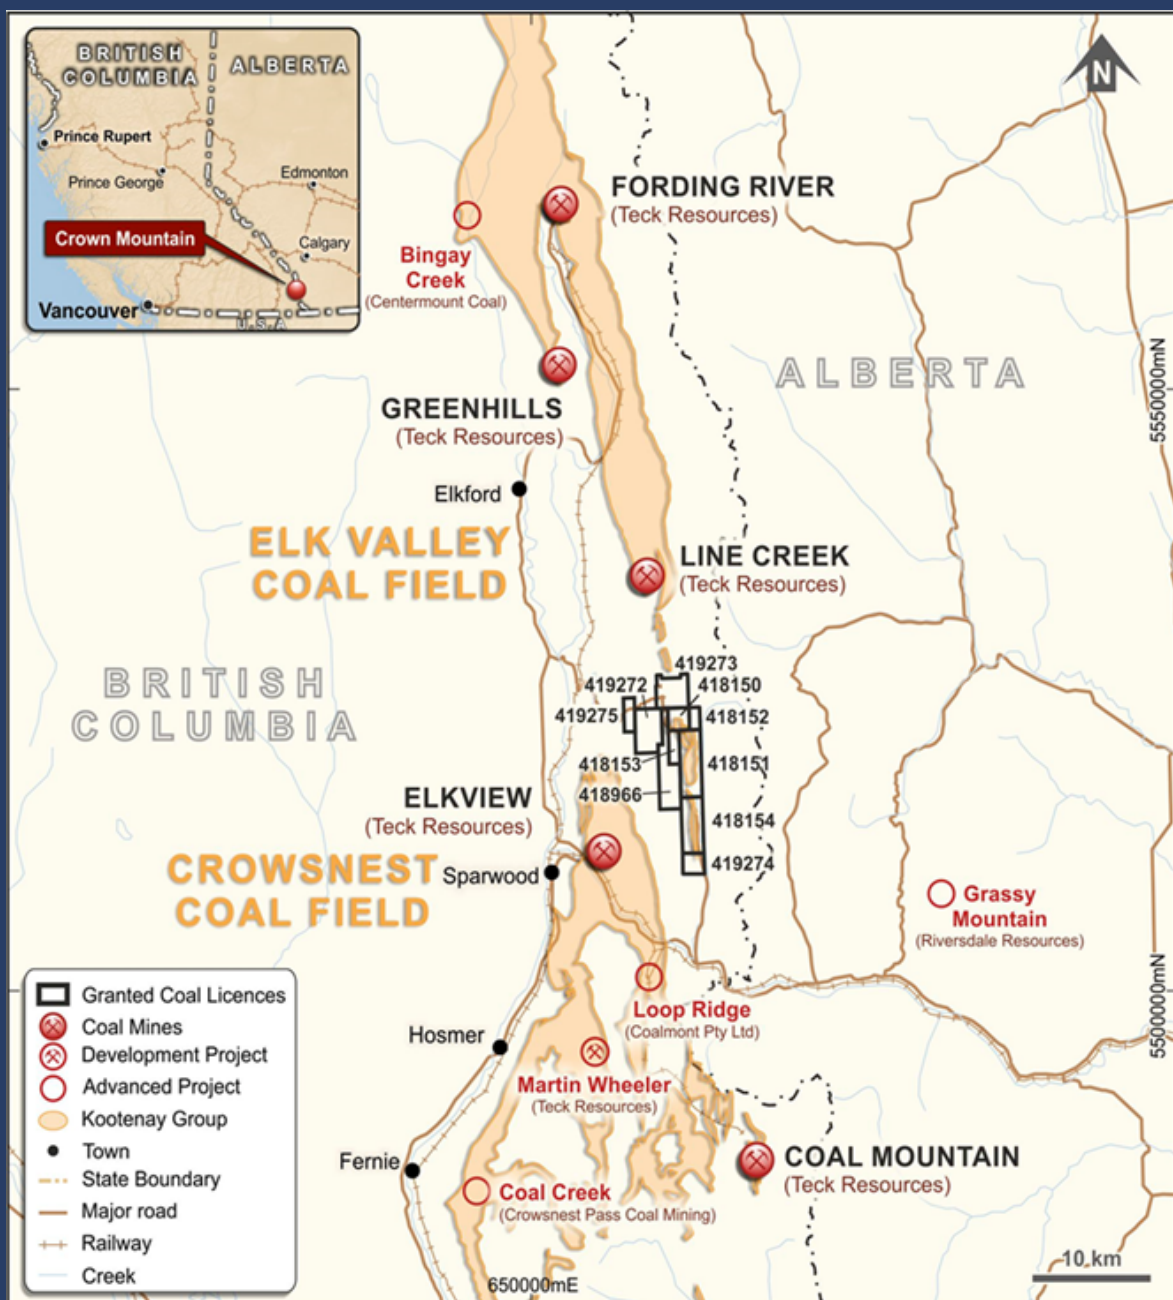 BRITISH
COLUMBIA
ALBERTA
Prince Rupert
Prince George
Edmonton
Crown Mountain
Calgary
Vancouver
U.S.A
N
FORDING RIVER
(Teck Resources)
Bingay
Creek
(Centermount Coal)
ALBERTA
5550000mN
GREENHILLS
(Teck Resources)
Elkford
ELK VALLEY
COAL FIELD
LINE CREEK
(Teck Resources)
BRITISH
COLUMBIA
419273
419272
418150
419275
418152
418153
418151
418966
418154
419274
ELKVIEW
(Teck Resources)
CROWSNEST
COAL FIELD
Sparwood
Grassy
Mountain
(Riversdale Resources)
5500000mN
Loop Ridge
(Coalmont Pty Ltd)
Hosmer
Martin Wheeler
(Teck Resources)
Fernie
COAL MOUNTAIN
(Teck Resources)
Coal Creek
(Crowsnest Pass Coal Mining)
650000mE
10 km
Granted Coal Licences
Coal Mines
Development Project
Advanced Project
Kootenay Group
Town
State Boundary
Major road
Railway
Creek